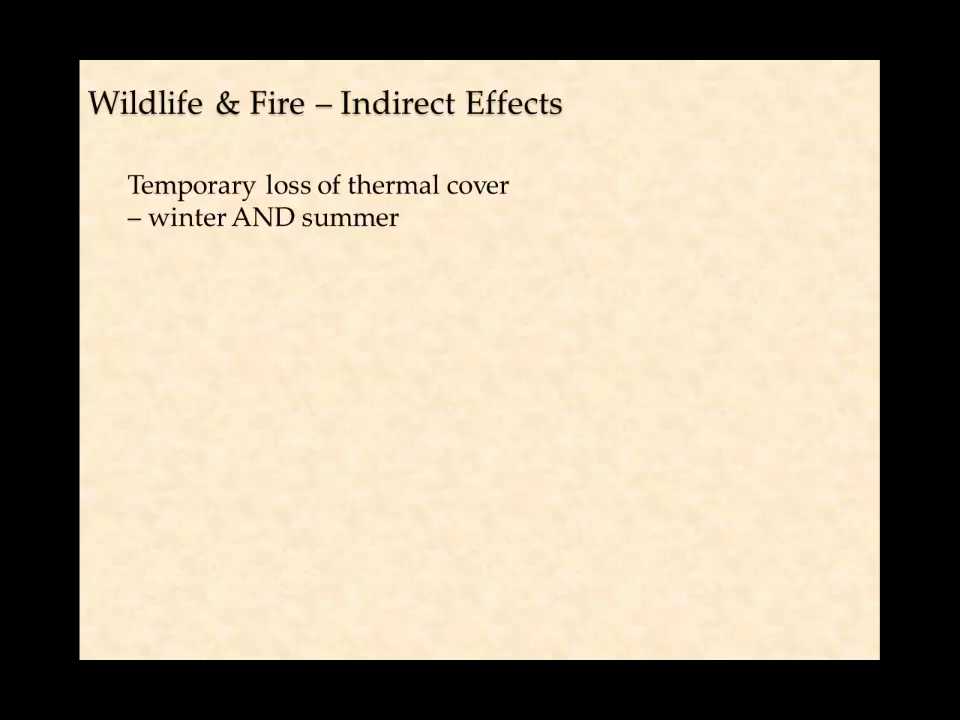 Wildlife & Fire – Indirect Effects
Temporary loss of thermal cover
– winter AND summer